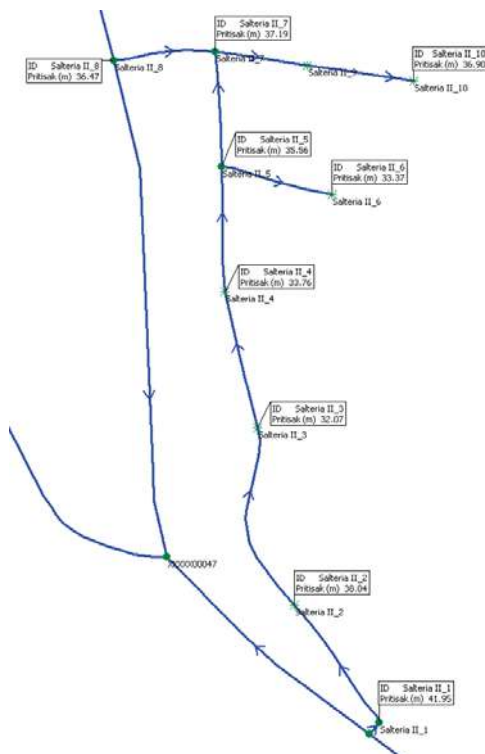 ID Salteria II_7
Pritisak (m) 37.19
Salteria II_7
ID Salteria II_8
Pritisak (m) 36.47
Salteria II_8
Salteria II_9
ID Salteria II_10
Pritisak (m) 36.90
Salteria II_10
ID Salteria II_5
Pritisak (m) 35.56
Salteria II_5
ID Salteria II_6
Pritisak (m) 33.37
Salteria II_6
ID Salteria II_4
Pritisak (m) 33.76
Salteria II_4
ID Salteria II_3
Pritisak (m) 32.07
Salteria II_3
ID Salteria II_2
Pritisak (m) 38.04
Salteria II_2
ID Salteria II_1
Pritisak (m) 41.95
Salteria II_1